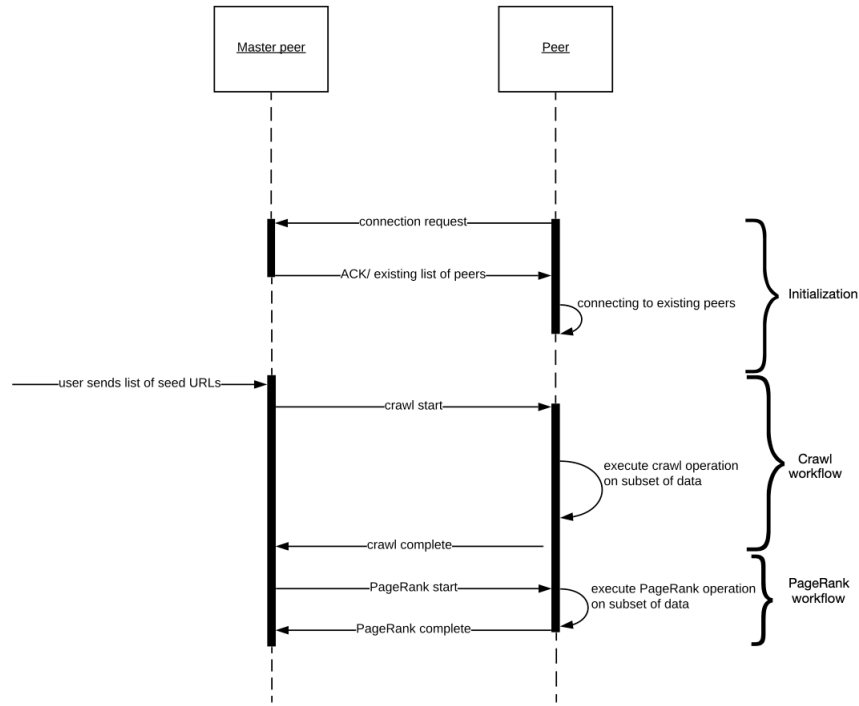 Master peer
Peer
connection request
ACK/ existing list of peers
connecting to existing peers
Initialization
user sends list of seed URLs
crawl start
execute crawl operation
on subset of data
Crawl
workflow
crawl complete
PageRank start
execute PageRank operation
on subset of data
PageRank
workflow
PageRank complete